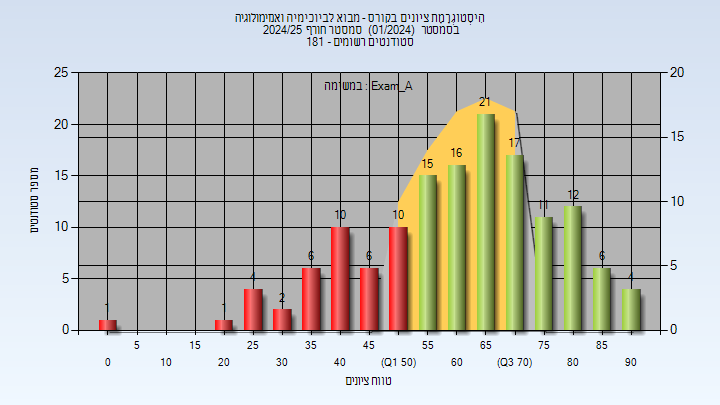 הִיסטוגרָמת ציונים בקורס - מבוא לביוכימיה ואנזימולוגיה
בסמסטר (01/2024) סמסטר חורף 2024/25
סטודנטים רשומים - 181
במשימה : Exam_A
25 20
20 15
15 10
10 5
5 0
0
מספר סטודנטים
1 1 4 2 6 10 6 10 15 16 21 17 11 12 6 4
5 15 25 35 45 55 65 75 85
0 10 20 30 40 (Q1 50) 60 (Q3 70) 80 90
טווח ציונים